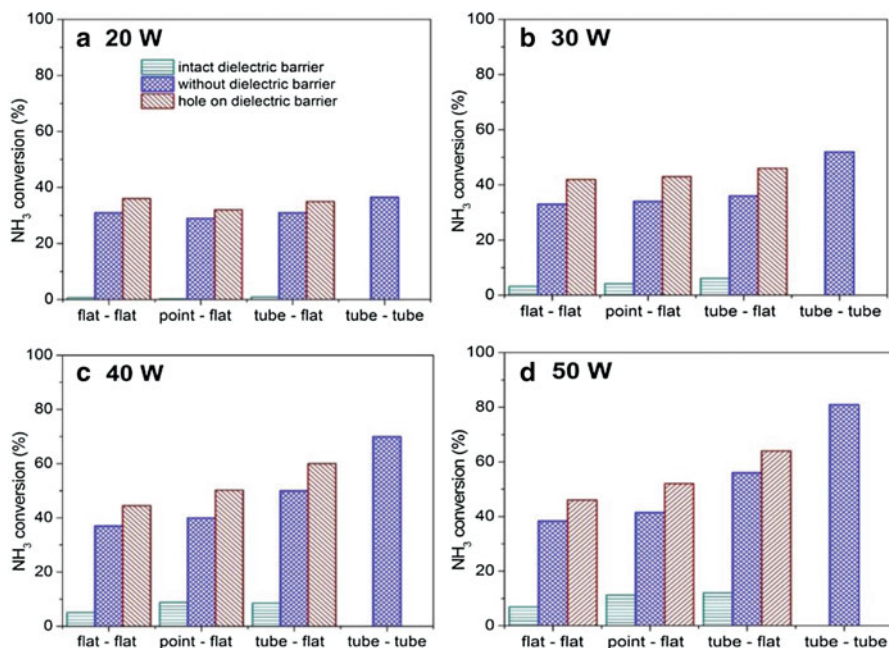 a 20 W
intact dielectric barrier
without dielectric barrier
hole on dielectric barrier
NH3 conversion (%)
100
80
60
40
20
0
flat - flat point - flat tube - flat tube - tube
b 30 W
NH3 conversion (%)
100
80
60
40
20
0
flat - flat point - flat tube - flat tube - tube
c 40 W
NH3 conversion (%)
100
80
60
40
20
0
flat - flat point - flat tube - flat tube - tube
d 50 W
NH3 conversion (%)
100
80
60
40
20
0
flat - flat point - flat tube - flat tube - tube